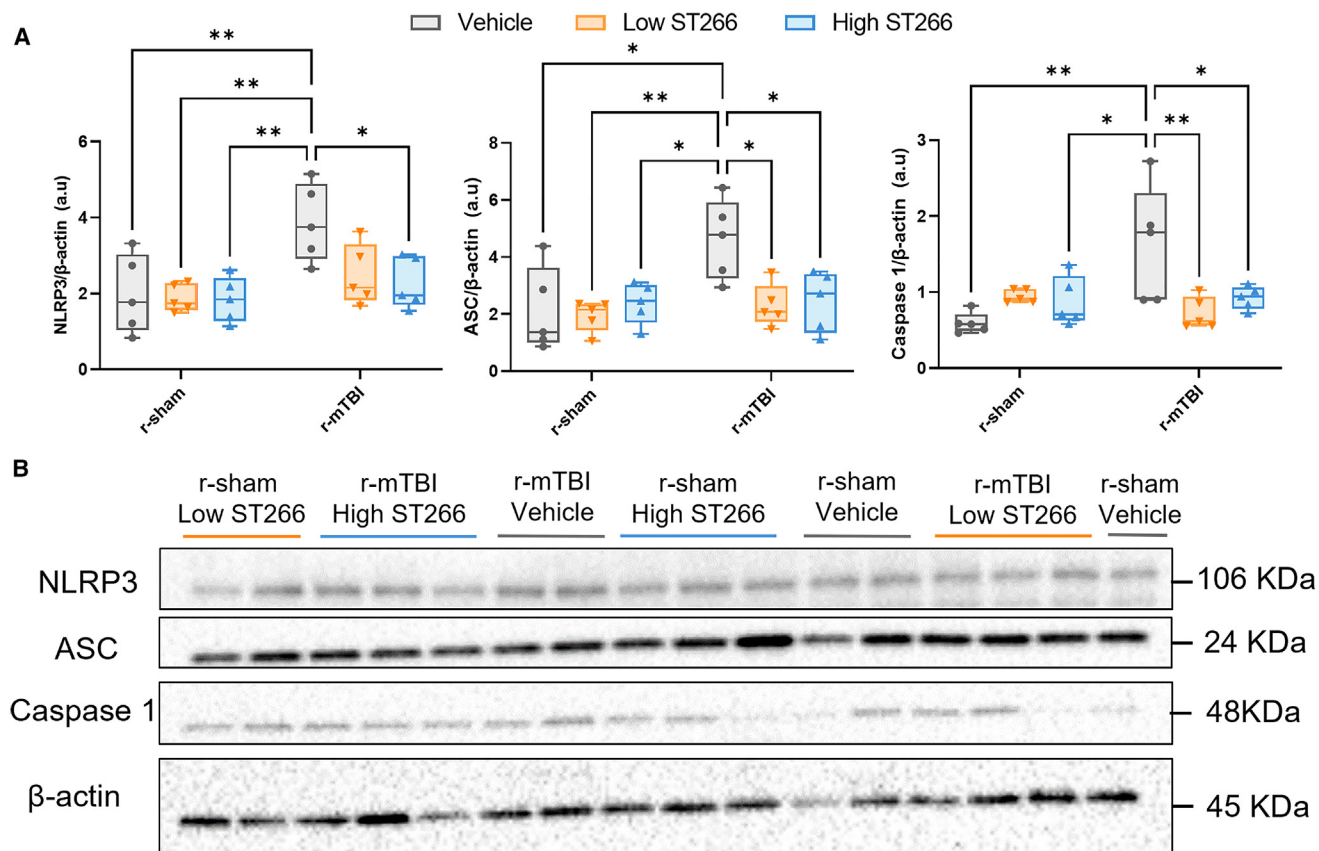 A
Vehicle
Low ST266
High ST266
**
**
**
*
NLRP3/β-actin (a.u)
6
4
2
0
r-sham
r-mTBI
*
**
*
*
*
ASC/β-actin (a.u)
8
6
4
2
0
r-sham
r-mTBI
**
*
*
**
Caspase 1/β-actin (a.u)
3
2
1
0
r-sham
r-mTBI
B
r-sham
Low ST266
r-mTBI
High ST266
r-mTBI
Vehicle
r-sham
High ST266
r-sham
Vehicle
r-mTBI
Low ST266
r-sham
Vehicle
NLRP3
106 KDa
ASC
24 KDa
Caspase 1
48KDa
β-actin
45 KDa